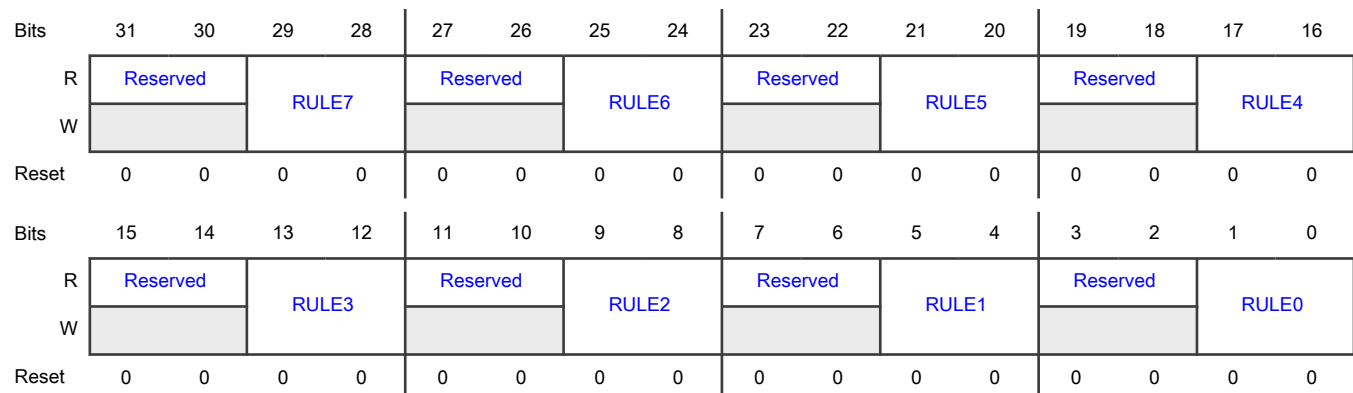 Bits 31 30 29 28 27 26 25 24 23 22 21 20 19 18 17 16
R Reserved RULE7 Reserved RULE6 Reserved RULE5 Reserved RULE4
W
Reset 0 0 0 0 0 0 0 0 0 0 0 0 0 0 0 0
Bits 15 14 13 12 11 10 9 8 7 6 5 4 3 2 1 0
R Reserved RULE3 Reserved RULE2 Reserved RULE1 Reserved RULE0
W
Reset 0 0 0 0 0 0 0 0 0 0 0 0 0 0 0 0